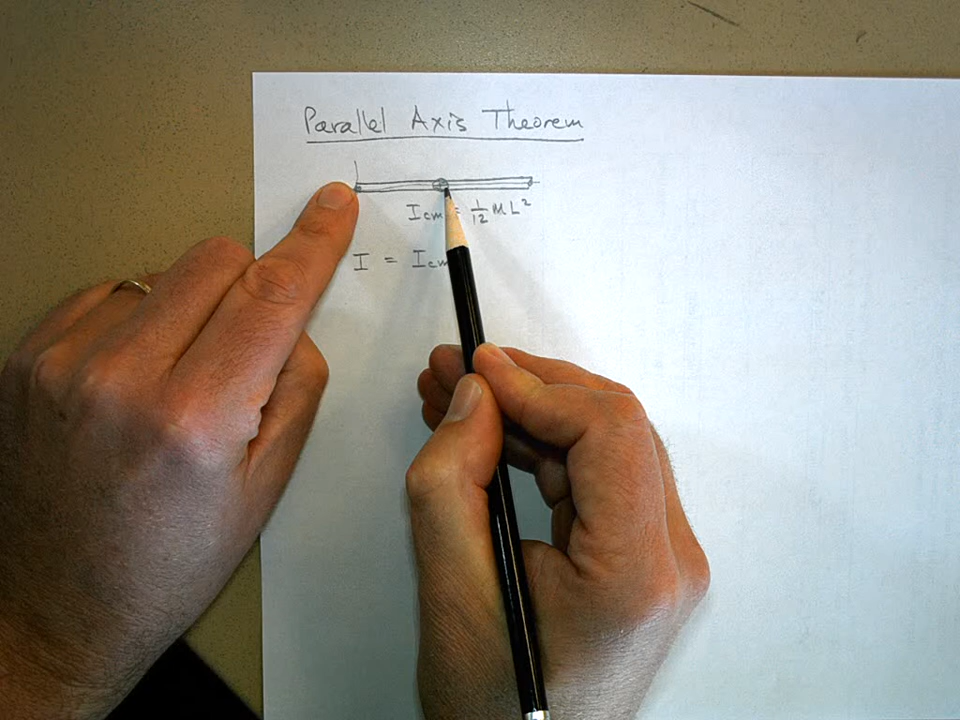 Parallel Axis Theorem
Icm = 1/12 ML²
I = Icm